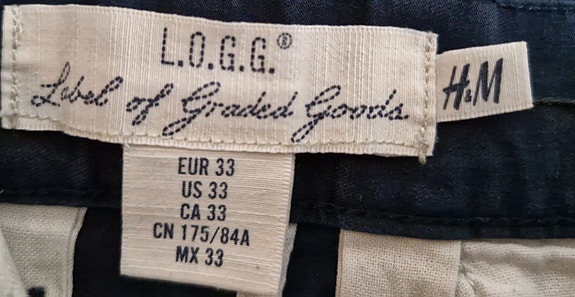 L.O.G.G.®
Label of Graded Goods
H&M
EUR 33
US 33
CA 33
CN 175/84A
MX 33